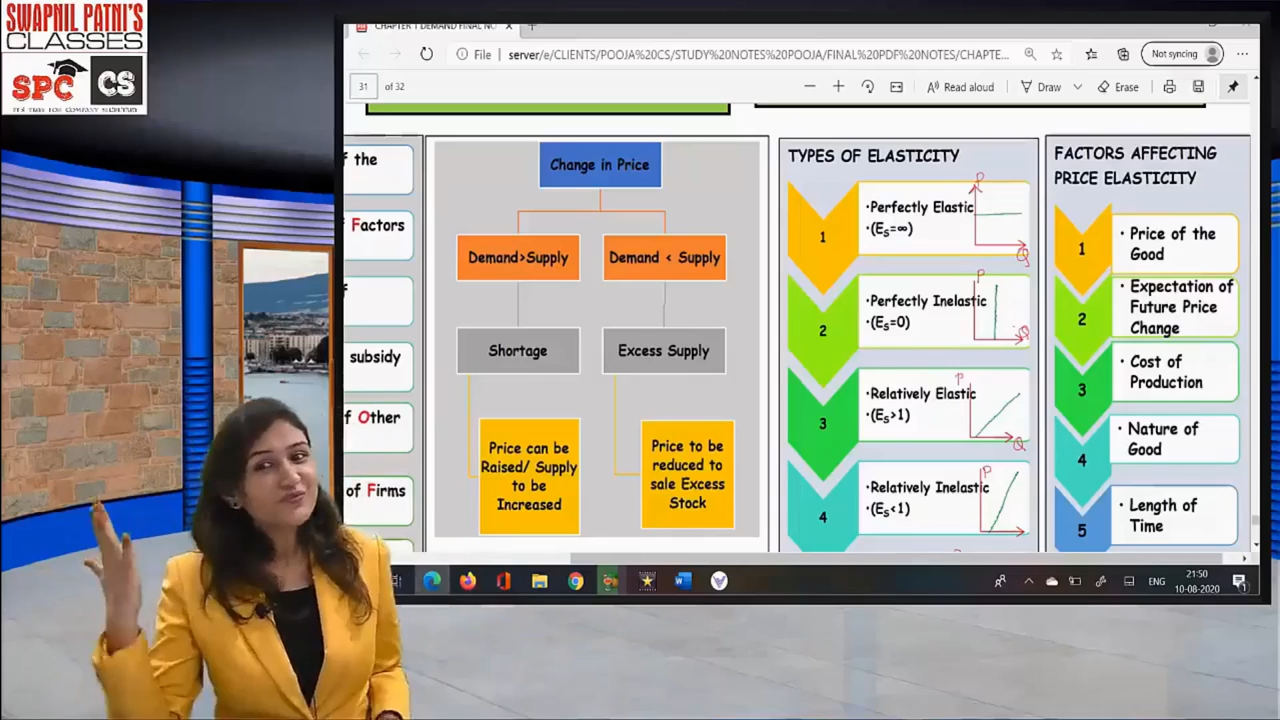 SWAPNIL PATNI'S
CLASSES
SPC CS
CHAPTER 1 DEMAND FINAL NO
File server/e/CLIENTS/POOJA%20CS/STUDY%20NOTES%20POOJA/FINAL%20PDF%20NOTES/CHAPTE...
Not syncing
31 of 32
Read aloud
Draw
Erase
f the
Factors
f
subsidy
f Other
of Firms
Change in Price
Demand>Supply
Demand < Supply
Shortage
Excess Supply
Price can be
Raised/ Supply
to be
Increased
Price to be
reduced to
sale Excess
Stock
TYPES OF ELASTICITY
1
•Perfectly Elastic
•(ES=∞)
P
Q
2
•Perfectly Inelastic
•(ES=0)
P
Q
3
•Relatively Elastic
•(ES>1)
P
Q
4
•Relatively Inelastic
•(ES<1)
P
FACTORS AFFECTING
PRICE ELASTICITY
1
• Price of the
Good
2
• Expectation of
Future Price
Change
3
• Cost of
Production
4
• Nature of
Good
5
• Length of
Time
ENG
21:50
10-08-2020